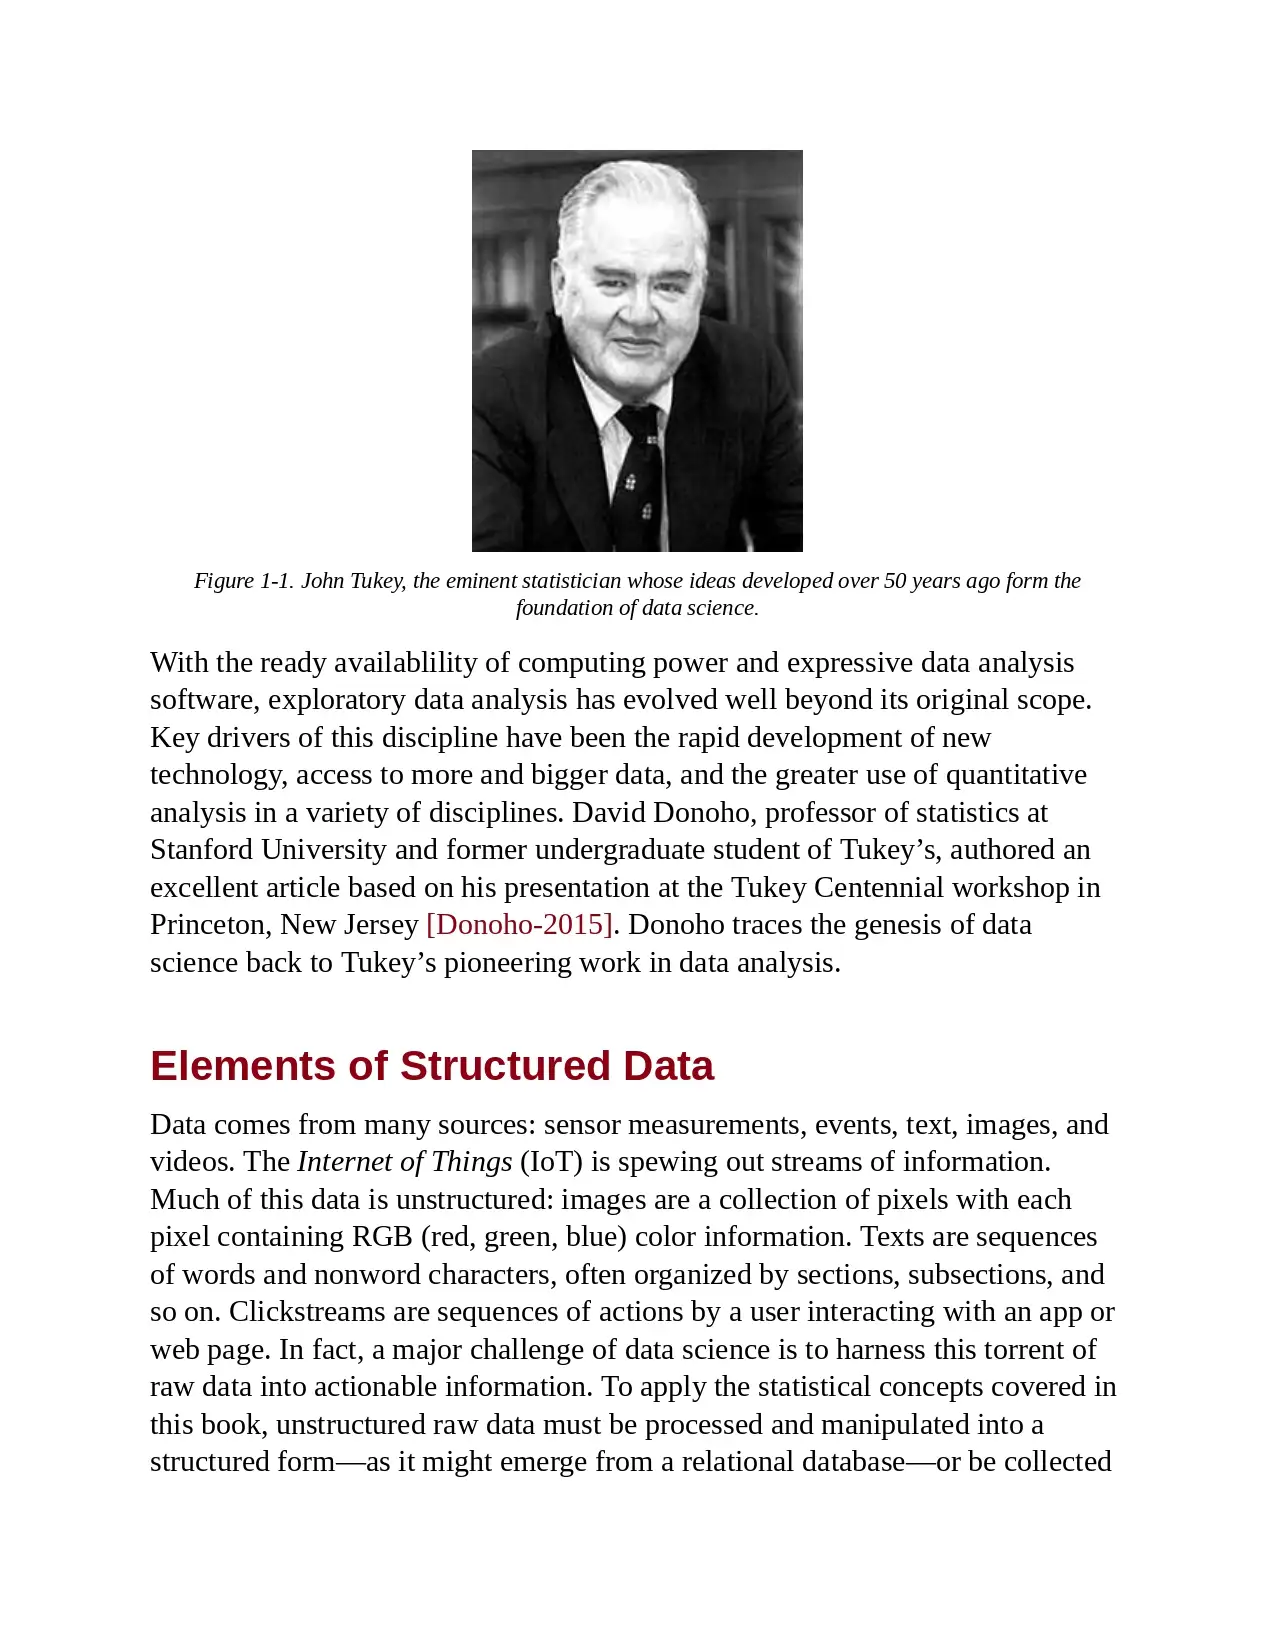 Figure 1-1. John Tukey, the eminent statistician whose ideas developed over 50 years ago form the
foundation of data science.
With the ready availablility of computing power and expressive data analysis
software, exploratory data analysis has evolved well beyond its original scope.
Key drivers of this discipline have been the rapid development of new
technology, access to more and bigger data, and the greater use of quantitative
analysis in a variety of disciplines. David Donoho, professor of statistics at
Stanford University and former undergraduate student of Tukey’s, authored an
excellent article based on his presentation at the Tukey Centennial workshop in
Princeton, New Jersey [Donoho-2015]. Donoho traces the genesis of data
science back to Tukey’s pioneering work in data analysis.
Elements of Structured Data
Data comes from many sources: sensor measurements, events, text, images, and
videos. The Internet of Things (IoT) is spewing out streams of information.
Much of this data is unstructured: images are a collection of pixels with each
pixel containing RGB (red, green, blue) color information. Texts are sequences
of words and nonword characters, often organized by sections, subsections, and
so on. Clickstreams are sequences of actions by a user interacting with an app or
web page. In fact, a major challenge of data science is to harness this torrent of
raw data into actionable information. To apply the statistical concepts covered in
this book, unstructured raw data must be processed and manipulated into a
structured form—as it might emerge from a relational database—or be collected